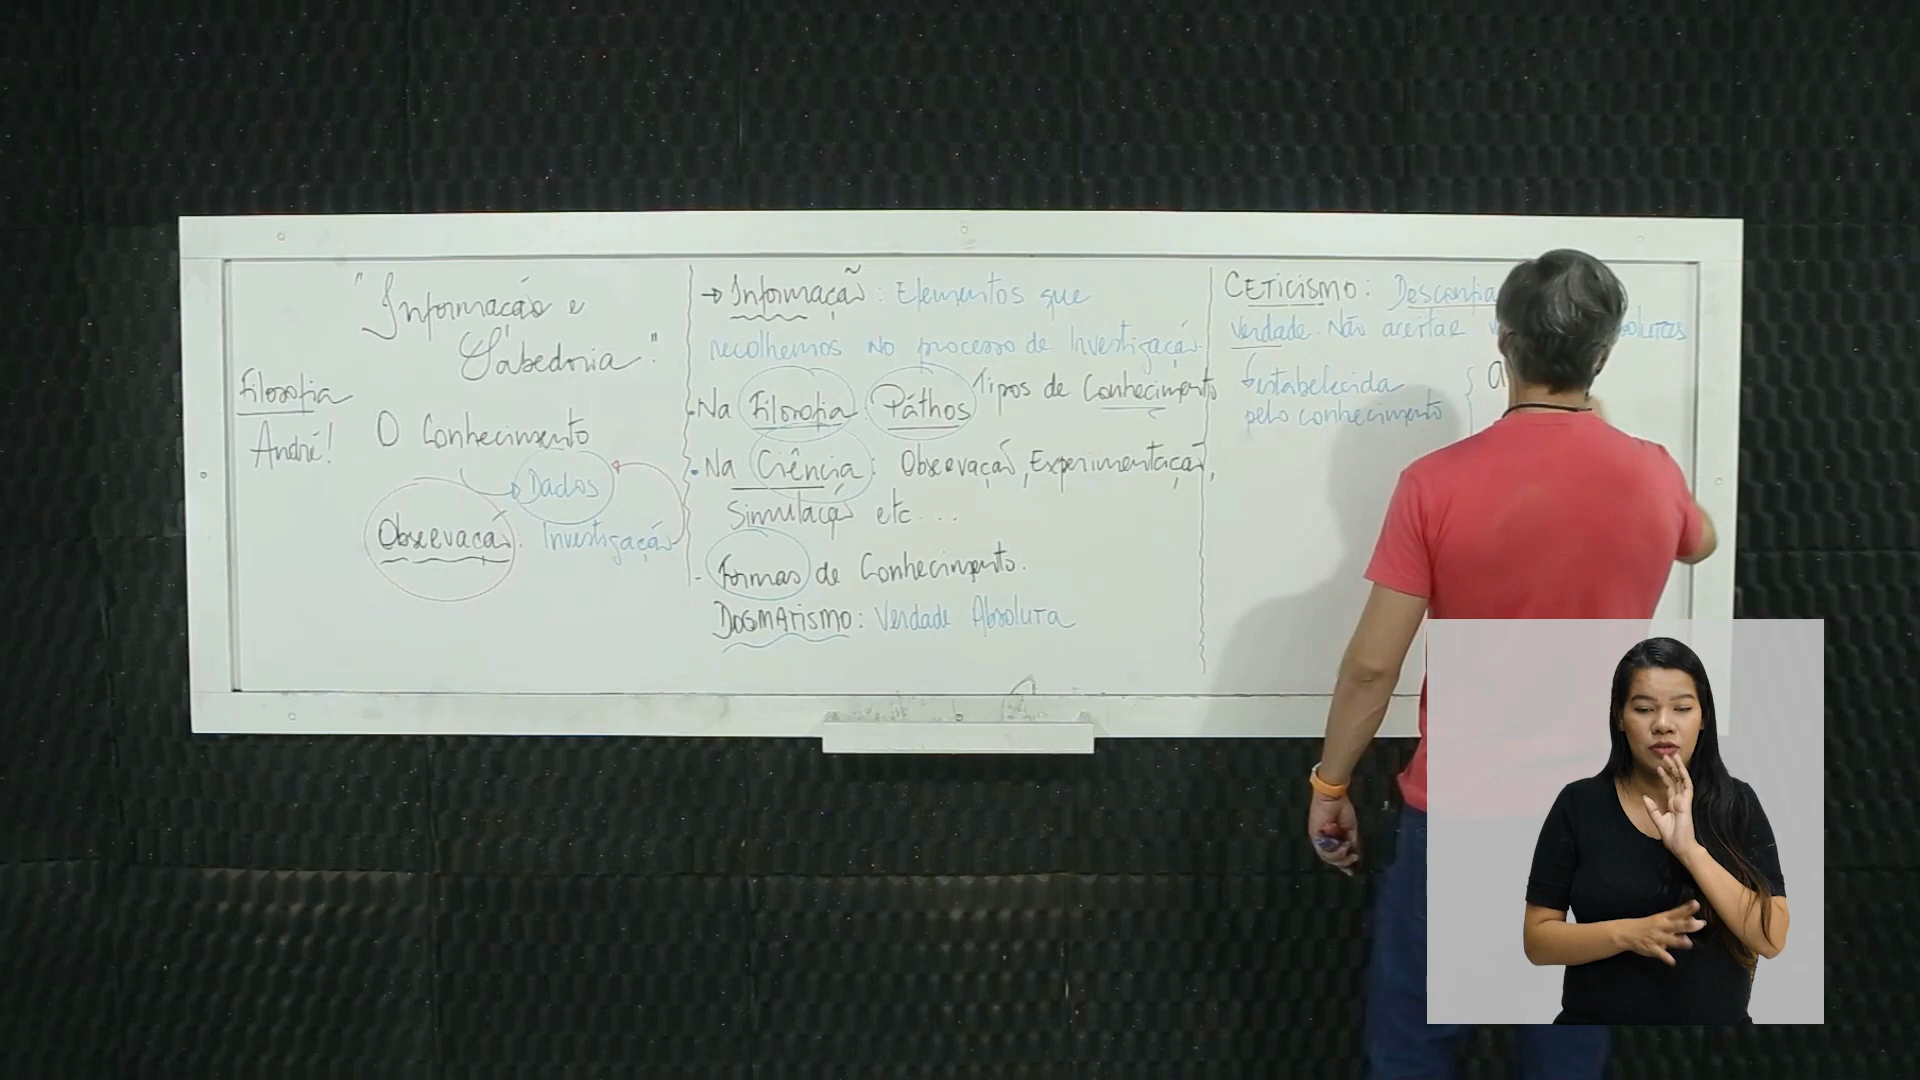 "Informação e
Sabedoria".
Filosofia
André!
O Conhecimento
Dados
Observação: Investigação
→ Informação: Elementos que
recolhemos no processo de Investigação.
Na Filosofia: Páthos Tipos de Conhecimento
Na Ciência: Observação, Experimentação,
Simulação etc...
- Formas de Conhecimento.
DOGMATISMO: Verdade Absoluta
CETICISMO: Desconfia
verdade. Não aceitar
estabelecida
pelo conhecimento